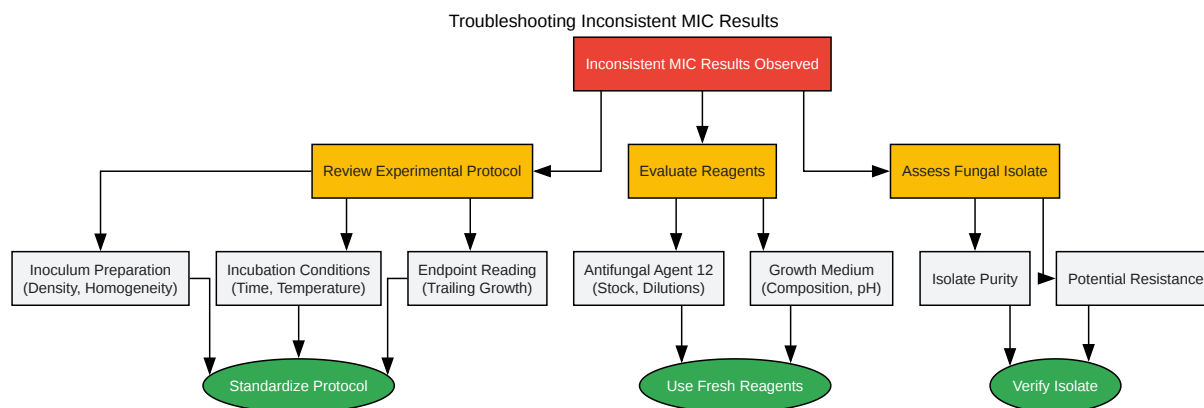 Troubleshooting Inconsistent MIC Results
Inconsistent MIC Results Observed
Review Experimental Protocol
Evaluate Reagents
Assess Fungal Isolate
Inoculum Preparation
(Density, Homogeneity)
Incubation Conditions
(Time, Temperature)
Endpoint Reading
(Trailing Growth)
Antifungal Agent 12
(Stock, Dilutions)
Growth Medium
(Composition, pH)
Isolate Purity
Potential Resistance
Standardize Protocol
Use Fresh Reagents
Verify Isolate